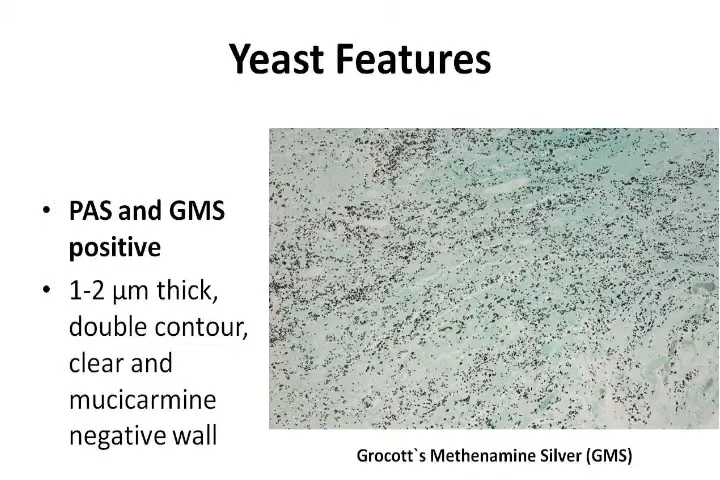 Yeast Features
• PAS and GMS
positive
• 1-2 µm thick,
double contour,
clear and
mucicarmine
negative wall
Grocott`s Methenamine Silver (GMS)